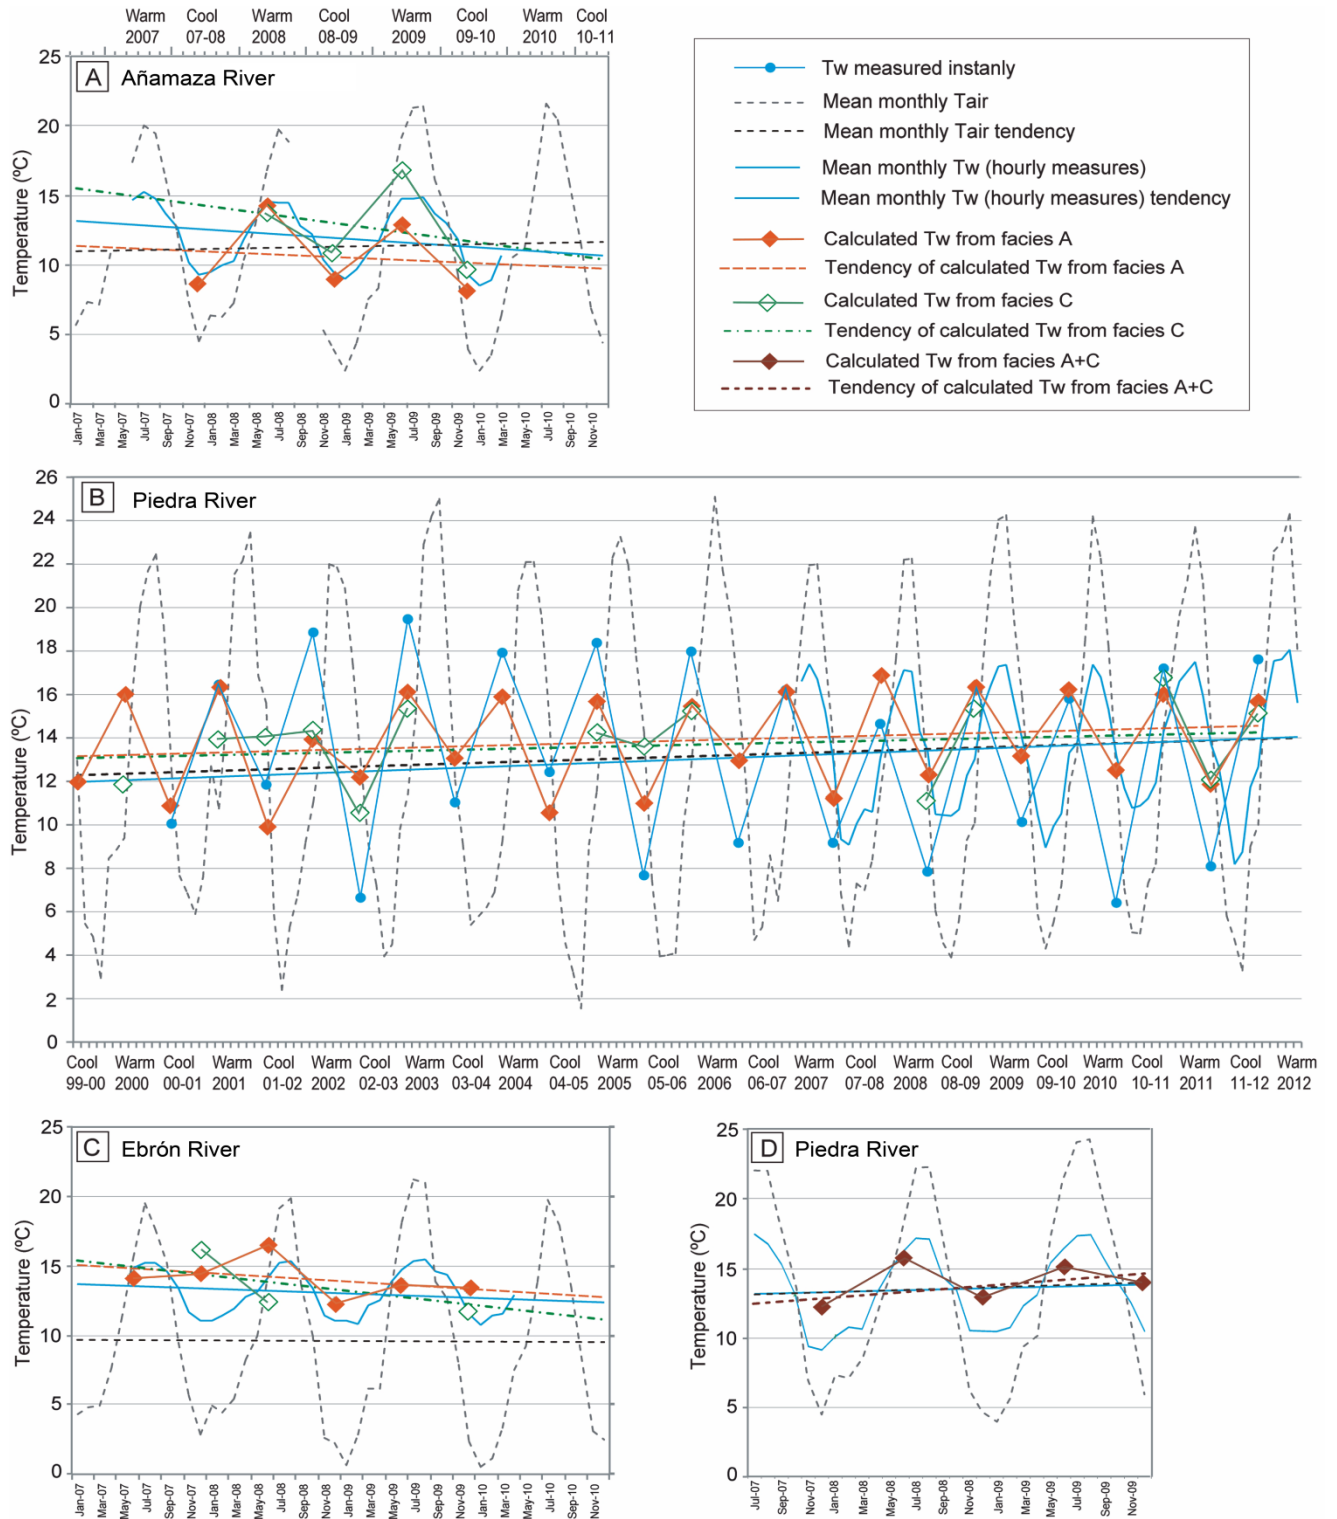 Warm Cool Warm Cool Warm Cool Warm Cool
2007 07-08 2008 08-09 2009 09-10 2010 10-11
A Añamaza River
Temperature (ºC)
25
20
15
10
5
0
Jan-07 Mar-07 May-07 Jul-07 Sep-07 Nov-07 Jan-08 Mar-08 May-08 Jul-08 Sep-08 Nov-08 Jan-09 Mar-09 May-09 Jul-09 Sep-09 Nov-09 Jan-10 Mar-10 May-10 Jul-10 Sep-10 Nov-10
Tw measured instanly
Mean monthly Tair
Mean monthly Tair tendency
Mean monthly Tw (hourly measures)
Mean monthly Tw (hourly measures) tendency
Calculated Tw from facies A
Tendency of calculated Tw from facies A
Calculated Tw from facies C
Tendency of calculated Tw from facies C
Calculated Tw from facies A+C
Tendency of calculated Tw from facies A+C
B Piedra River
Temperature (ºC)
26
24
22
20
18
16
14
12
10
8
6
4
2
0
Cool Warm Cool Warm Cool Warm Cool Warm Cool Warm Cool Warm Cool Warm Cool Warm Cool Warm Cool Warm Cool Warm Cool Warm Cool Warm
99-00 2000 00-01 2001 01-02 2002 02-03 2003 03-04 2004 04-05 2005 05-06 2006 06-07 2007 07-08 2008 08-09 2009 09-10 2010 10-11 2011 11-12 2012
C Ebrón River
Temperature (ºC)
25
20
15
10
5
0
Jan-07 Mar-07 May-07 Jul-07 Sep-07 Nov-07 Jan-08 Mar-08 May-08 Jul-08 Sep-08 Nov-08 Jan-09 Mar-09 May-09 Jul-09 Sep-09 Nov-09 Jan-10 Mar-10 May-10 Jul-10 Sep-10 Nov-10
D Piedra River
Temperature (ºC)
25
20
15
10
5
0
Jul-07 Sep-07 Nov-07 Jan-08 Mar-08 May-08 Jul-08 Sep-08 Nov-08 Jan-09 Mar-09 May-09 Jul-09 Sep-09 Nov-09